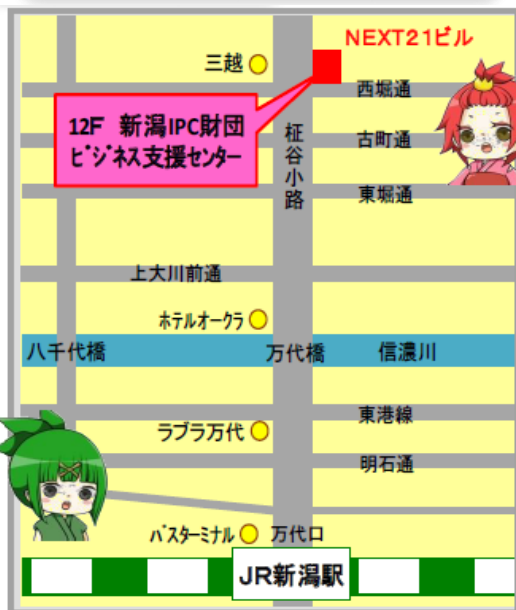 NEXT21ビル
三越
西堀通
12F 新潟IPC財団
ビジネス支援センター
柾谷小路
古町通
東堀通
上大川前通
ホテルオークラ
八千代橋
万代橋
信濃川
東港線
ラブラ万代
明石通
バスターミナル
万代口
JR新潟駅